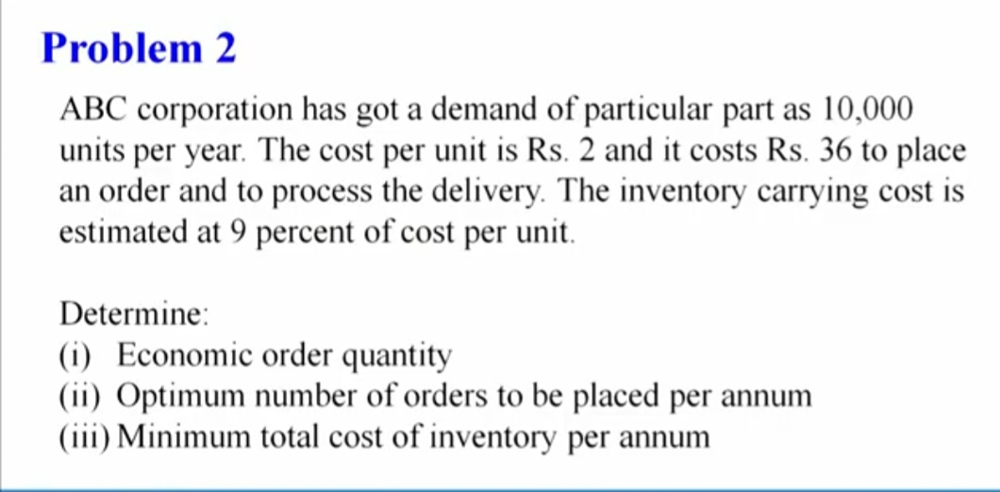 Problem 2
ABC corporation has got a demand of particular part as 10,000
units per year. The cost per unit is Rs. 2 and it costs Rs. 36 to place
an order and to process the delivery. The inventory carrying cost is
estimated at 9 percent of cost per unit.
Determine:
(i) Economic order quantity
(ii) Optimum number of orders to be placed per annum
(iii) Minimum total cost of inventory per annum